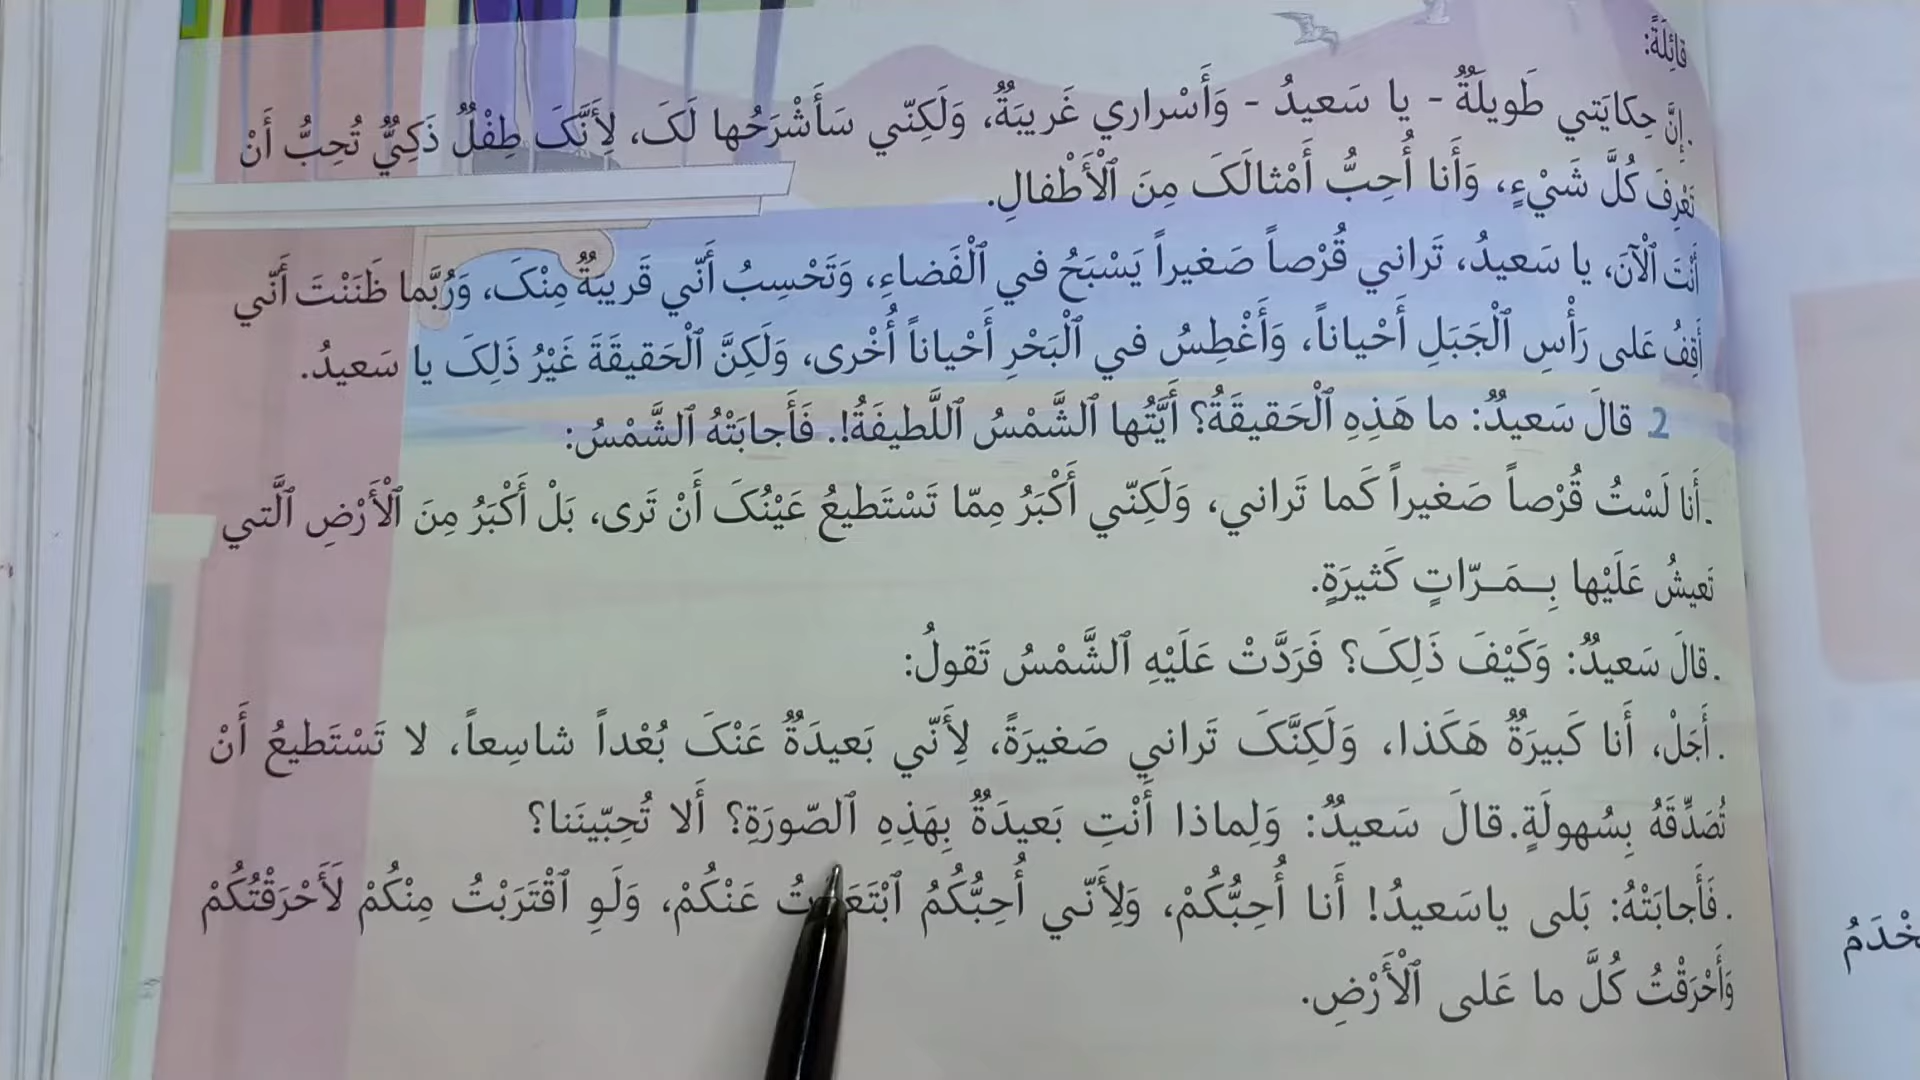 قائِلَةً:
. إِنَّ حِكايَتي طَويلَةٌ - يا سَعيدُ - وَأَسْراري غَريبَةٌ، وَلَكِنّي سَأَشْرَحُها لَكَ، لِأَنَّكَ طِفْلٌ ذَكِيٌّ تُحِبُّ أَنْ
تَعْرِفَ كُلَّ شَيْءٍ، وَأَنا أُحِبُّ أَمْثالَكَ مِنَ ٱلْأَطْفالِ.
أَنْتَ ٱلْآنَ، يا سَعيدُ، تَراني قُرْصاً صَغيراً يَسْبَحُ في ٱلْفَضاءِ، وَتَحْسِبُ أَنّي قَريبَةٌ مِنْكَ، وَرُبَّما ظَنَنْتَ أَنّي
أَقِفُ عَلى رَأْسِ ٱلْجَبَلِ أَحْياناً، وَأَغْطِسُ في ٱلْبَحْرِ أَحْياناً أُخْرى، وَلَكِنَّ ٱلْحَقيقَةَ غَيْرُ ذَلِكَ يا سَعيدُ.
2 قالَ سَعيدٌ: ما هَذِهِ ٱلْحَقيقَةُ؟ أَيَّتُها ٱلشَّمْسُ ٱللَّطيفَةُ!. فَأَجابَتْهُ ٱلشَّمْسُ:
. أَنا لَسْتُ قُرْصاً صَغيراً كَما تَراني، وَلَكِنّي أَكْبَرُ مِمّا تَسْتَطيعُ عَيْنُكَ أَنْ تَرى، بَلْ أَكْبَرُ مِنَ ٱلْأَرْضِ ٱلَّتي
تَعيشُ عَلَيْها بِـمَـرّاتٍ كَثيرَةٍ.
. قالَ سَعيدٌ: وَكَيْفَ ذَلِكَ؟ فَرَدَّتْ عَلَيْهِ ٱلشَّمْسُ تَقولُ:
. أَجَلْ، أَنا كَبيرَةٌ هَكَذا، وَلَكِنَّكَ تَراني صَغيرَةً، لِأَنّي بَعيدَةٌ عَنْكَ بُعْداً شاسِعاً، لا تَسْتَطيعُ أَنْ
تُصَدِّقَهُ بِسُهولَةٍ. قالَ سَعيدٌ: وَلِماذا أَنْتِ بَعيدَةٌ بِهَذِهِ ٱلصّورَةِ؟ أَلا تُحِبّينَنا؟
. فَأَجابَتْهُ: بَلى ياسَعيدُ! أَنا أُحِبُّكُمْ، وَلِأَنّي أُحِبُّكُمُ عَنْكُمْ، وَلَوِ ٱقْتَرَبْتُ مِنْكُمْ لَأَحْرَقْتُكُمْ
وَأَحْرَقْتُ كُلَّ ما عَلى ٱلْأَرْضِ.